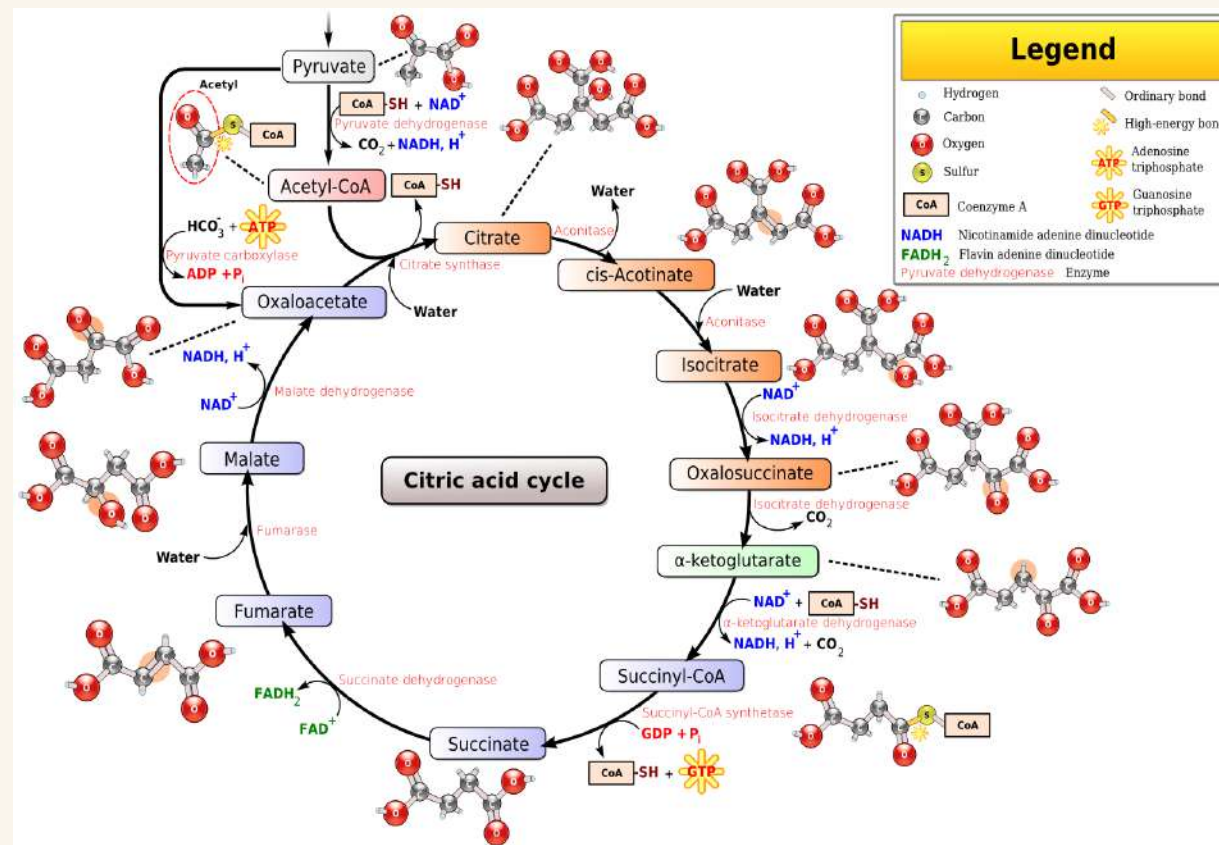 Pyruvate
Acetyl
CoA-SH + NAD+
Pyruvate dehydrogenase
CO2 + NADH, H+
S
CoA
Acetyl-CoA
CoA-SH
HCO3- + ATP
Pyruvate carboxylase
ADP + Pi
Citrate
Citrate synthase
Water
Oxaloacetate
Aconitase
Water
cis-Acotinate
Water
Aconitase
Isocitrate
NAD+
Isocitrate dehydrogenase
NADH, H+
Oxalosuccinate
Isocitrate dehydrogenase
CO2
α-ketoglutarate
NAD+ + CoA-SH
α-ketoglutarate dehydrogenase
NADH, H+ + CO2
Succinyl-CoA
S
CoA
Succinyl-CoA synthetase
GDP + Pi
CoA-SH + GTP
Succinate
Succinate dehydrogenase
FADH2
FAD+
Fumarate
Water
Fumarase
Malate
NADH, H+
Malate dehydrogenase
NAD+
Citric acid cycle
Legend
Hydrogen
C Carbon
O Oxygen
S Sulfur
CoA Coenzyme A
Ordinary bond
High-energy bon
ATP Adenosine
triphosphate
GTP Guanosine
triphosphate
NADH Nicotinamide adenine dinucleotide
FADH2 Flavin adenine dinucleotide
Pyruvate dehydrogenase Enzyme